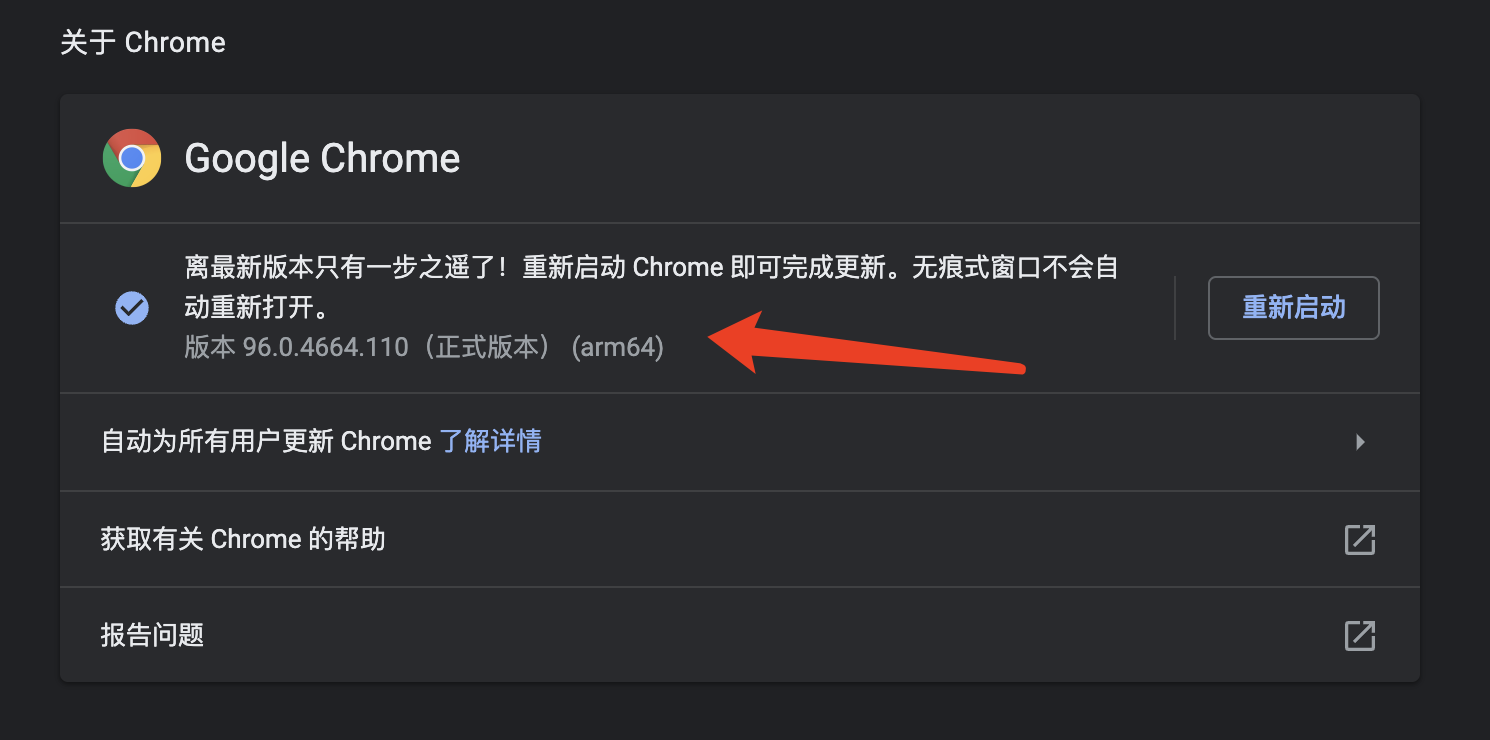 关于 Chrome
Google Chrome
离最新版本只有一步之遥了！重新启动 Chrome 即可完成更新。无痕式窗口不会自
动重新打开。
版本 96.0.4664.110（正式版本） (arm64)
重新启动
自动为所有用户更新 Chrome 了解详情
获取有关 Chrome 的帮助
报告问题